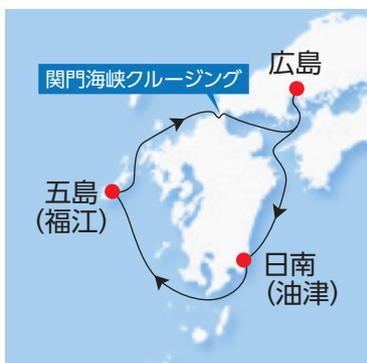 広島
関門海峡クルージング
五島
(福江)
日南
(油津)